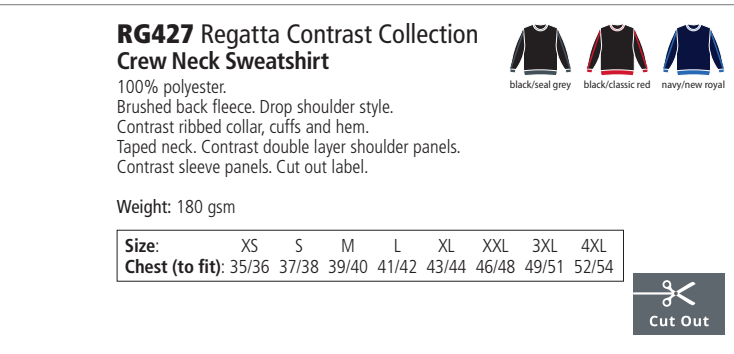 RG427 Regatta Contrast Collection
Crew Neck Sweatshirt
100% polyester.
Brushed back fleece. Drop shoulder style.
Contrast ribbed collar, cuffs and hem.
Taped neck. Contrast double layer shoulder panels.
Contrast sleeve panels. Cut out label.
Weight: 180 gsm
black/seal grey black/classic red navy/new royal
Size: XS S M L XL XXL 3XL 4XL
Chest (to fit): 35/36 37/38 39/40 41/42 43/44 46/48 49/51 52/54
Cut Out